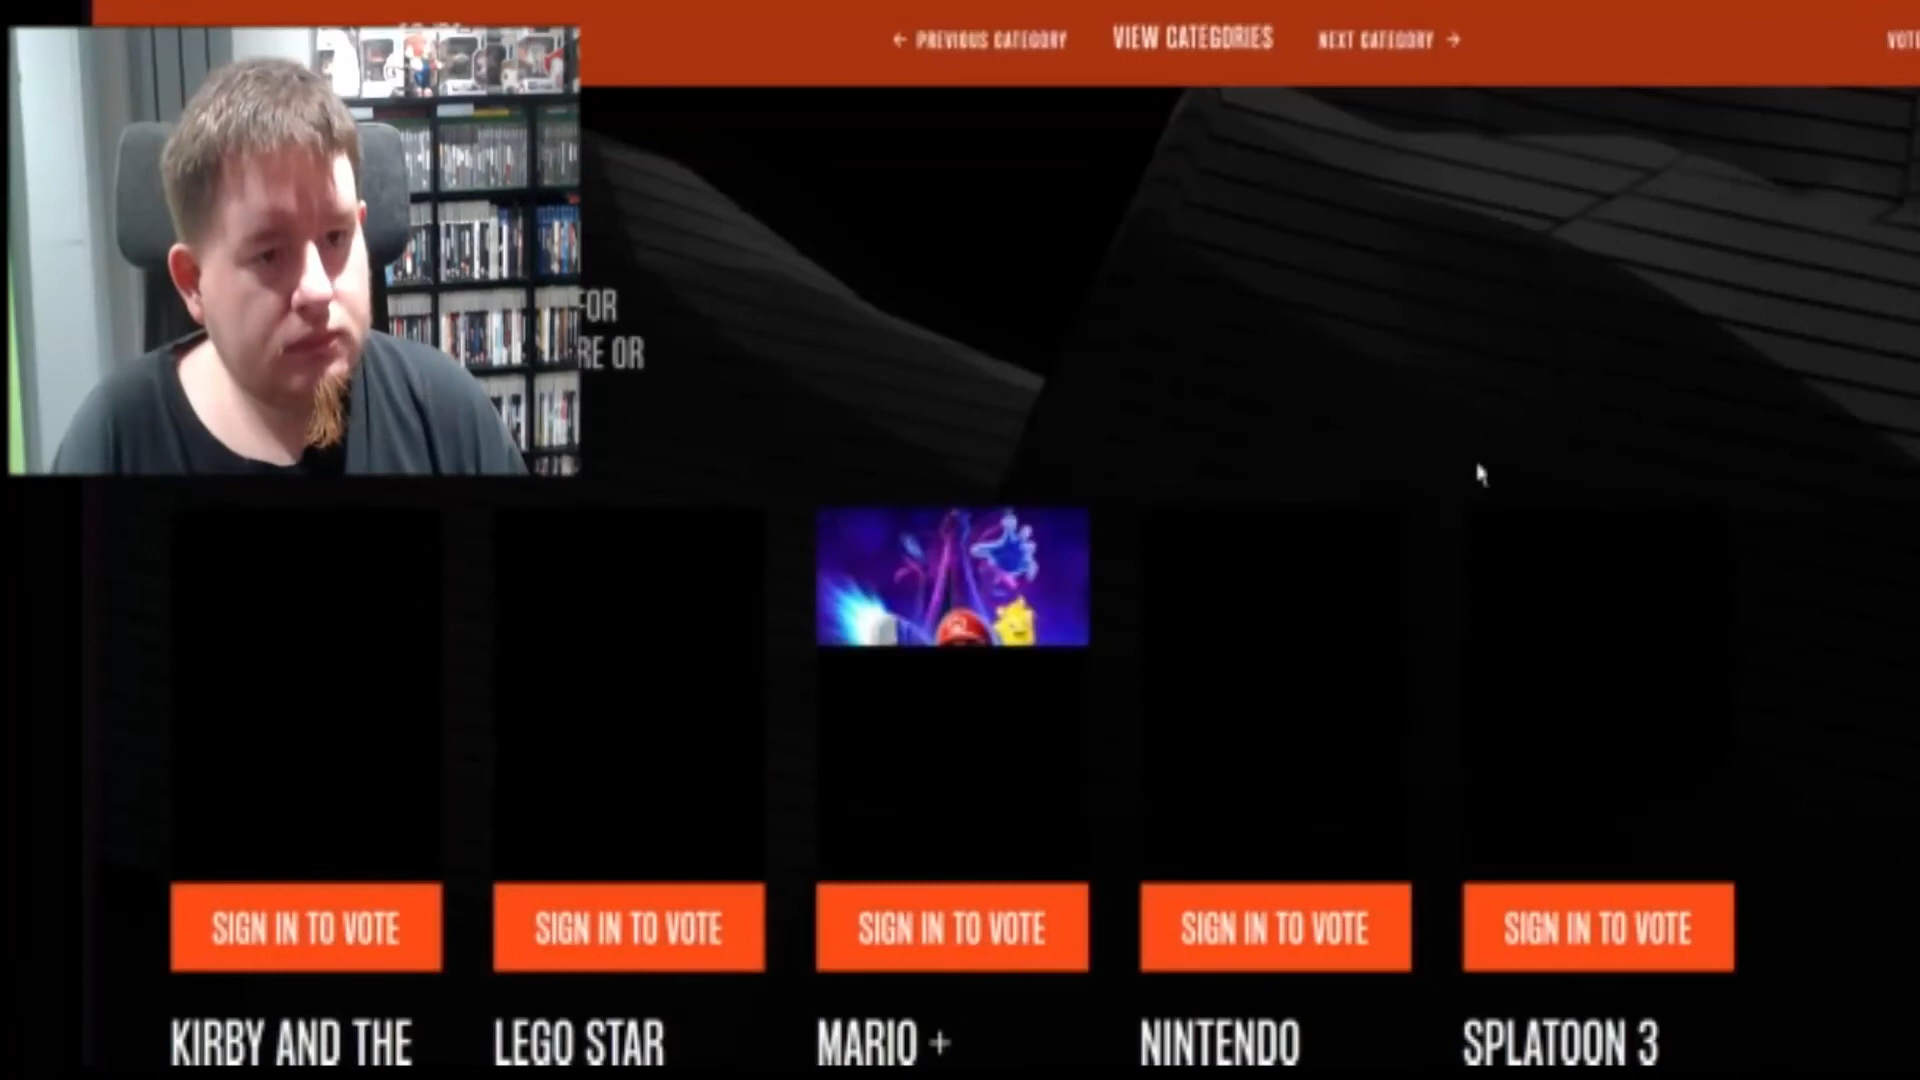 ← PREVIOUS CATEGORY VIEW CATEGORIES NEXT CATEGORY →
FOR
RE OR
SIGN IN TO VOTE SIGN IN TO VOTE SIGN IN TO VOTE SIGN IN TO VOTE SIGN IN TO VOTE
KIRBY AND THE LEGO STAR MARIO + NINTENDO SPLATOON 3